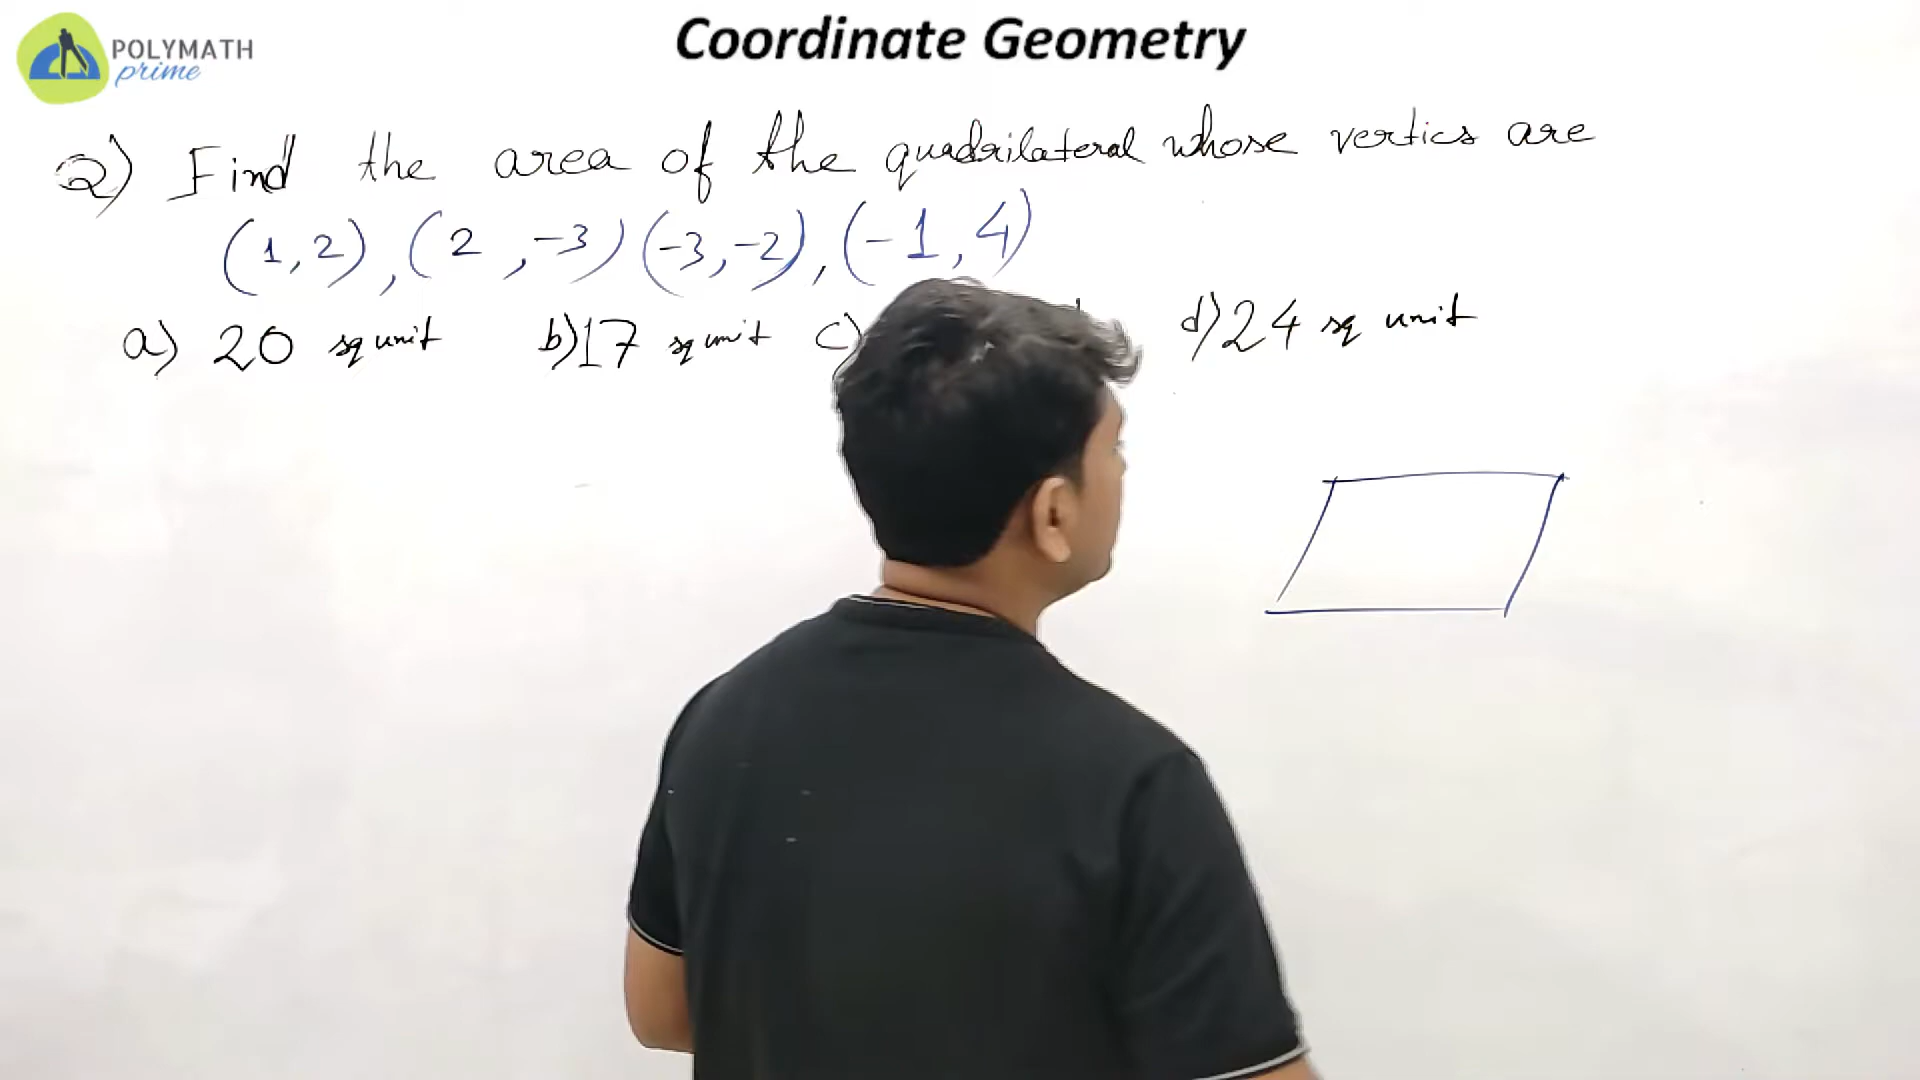 POLYMATH
prime
Coordinate Geometry
Q) Find the area of the quadrilateral whose vertics are
(1,2), (2,-3) (-3,-2), (-1,4)
a) 20 sq unit b) 17 sq unit c) d) 24 sq unit